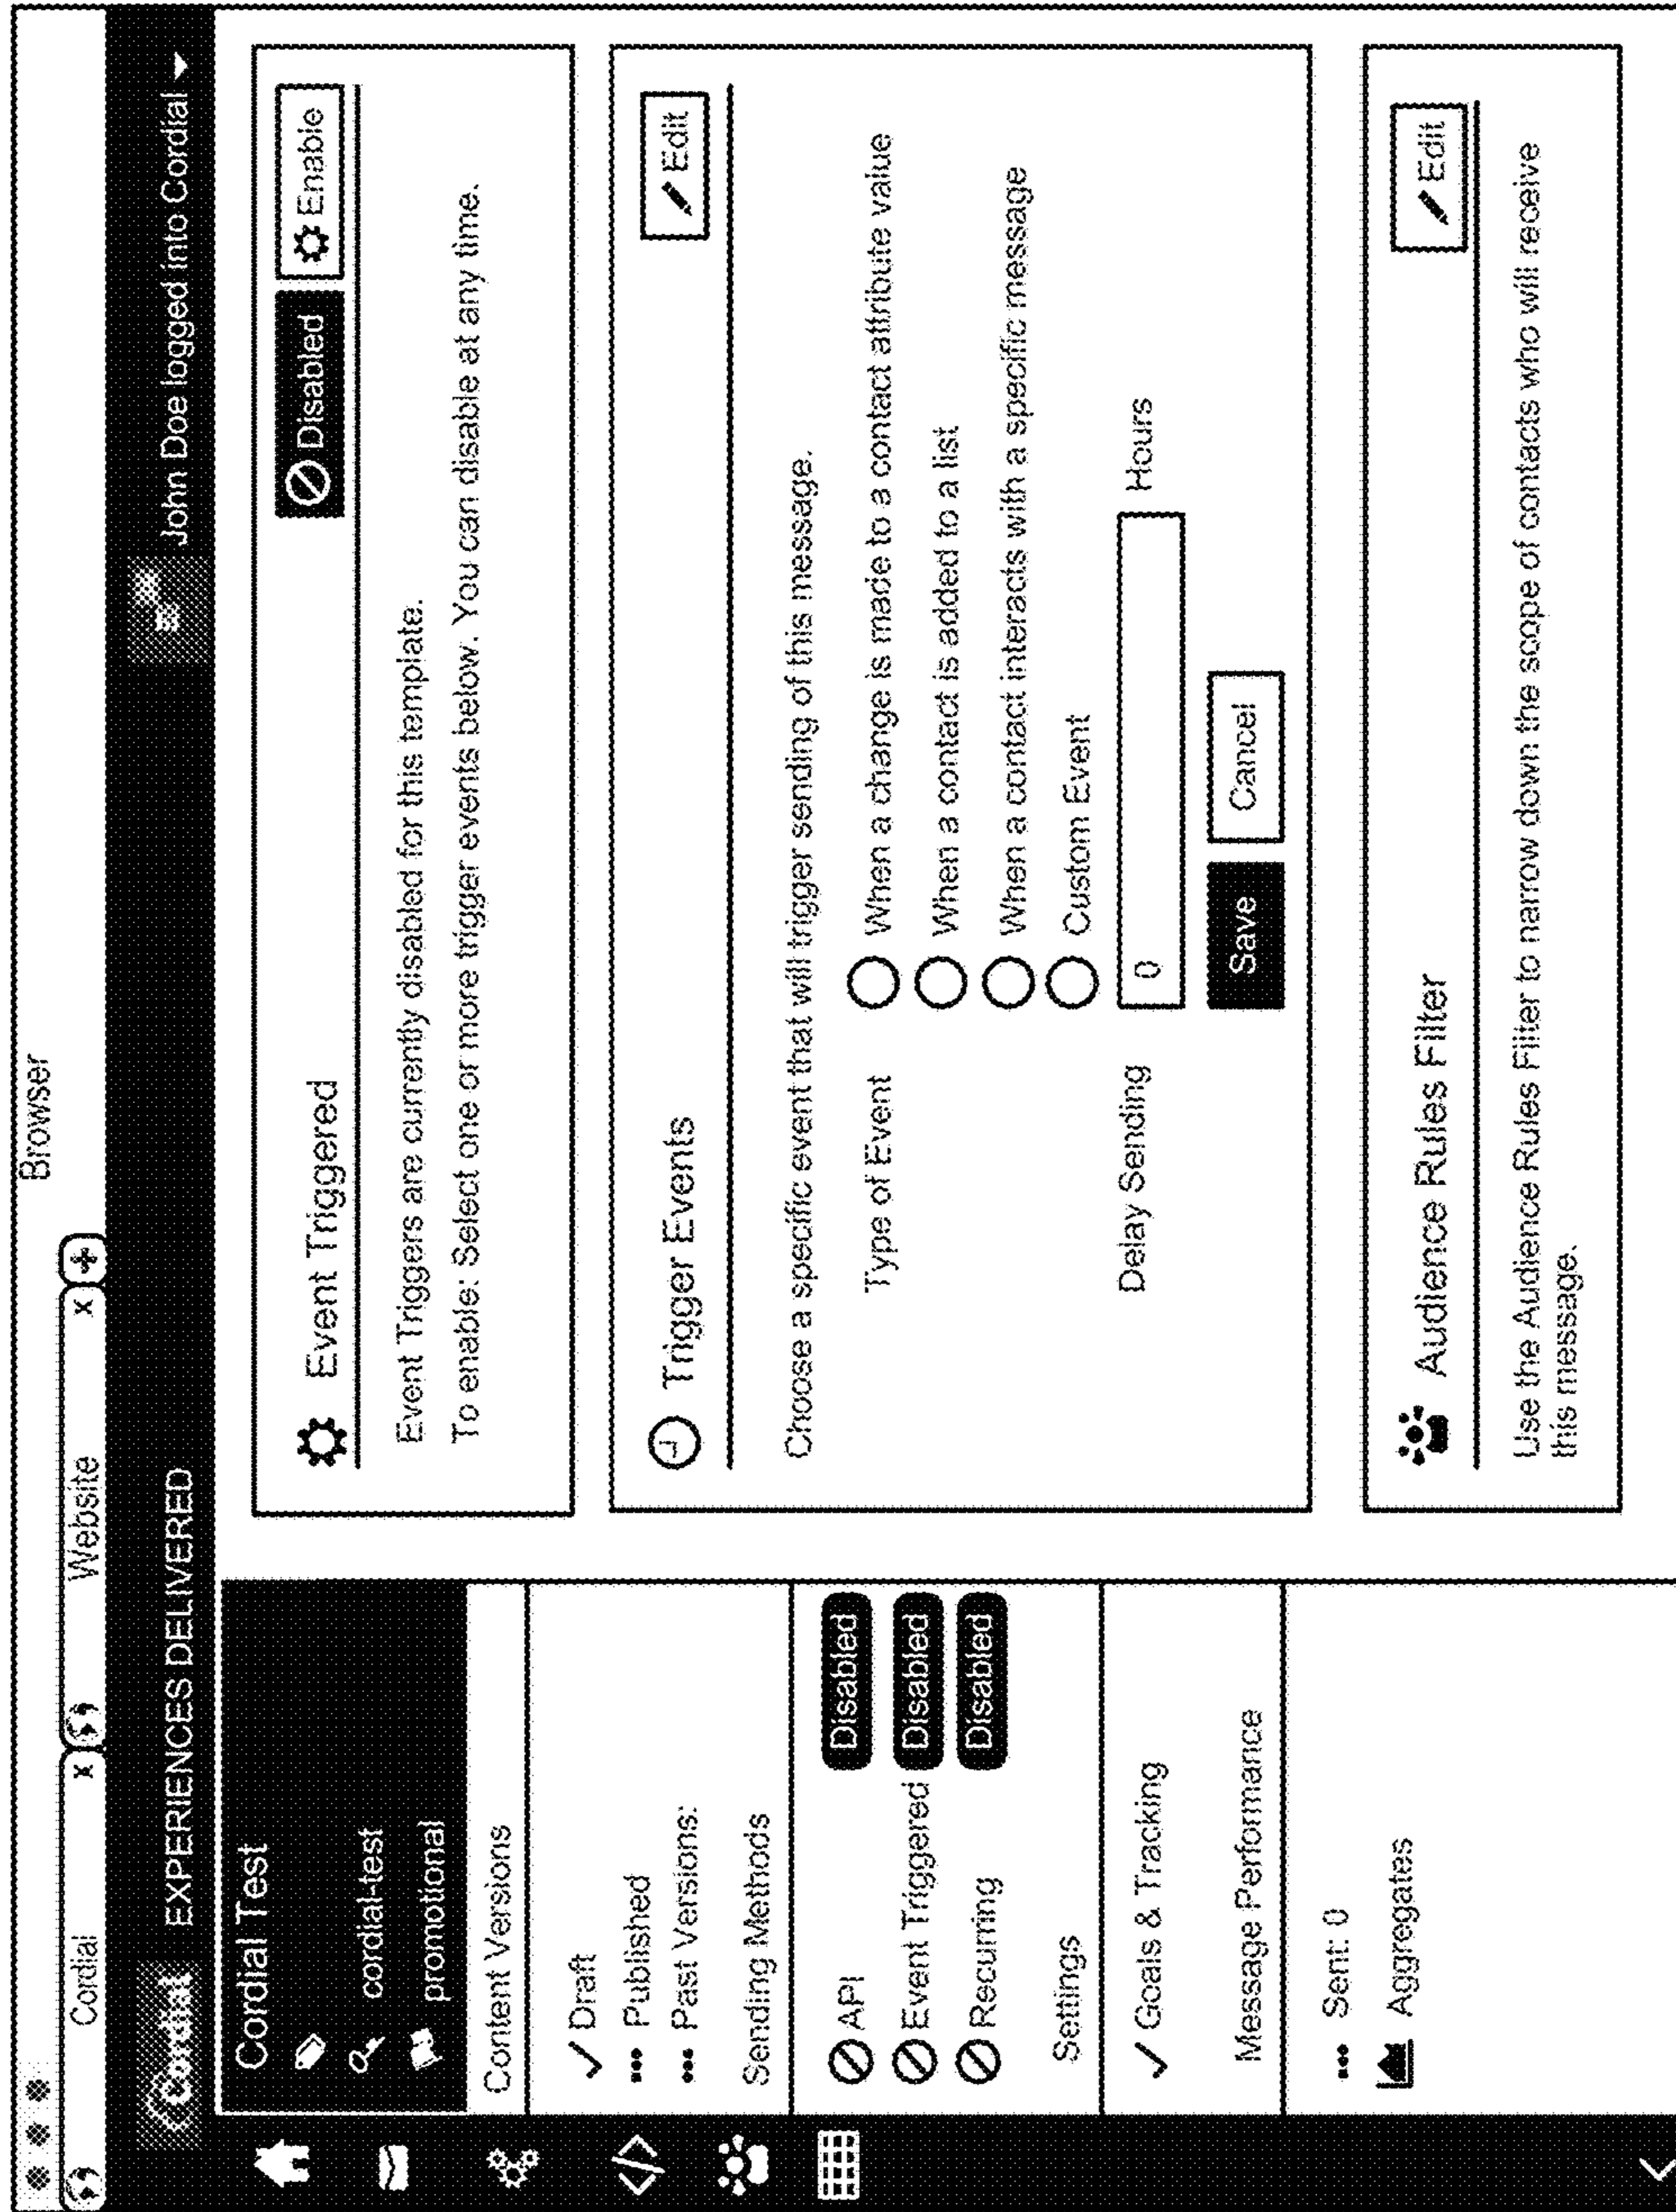 Browser
Cordial x
Website x +
Cordial EXPERIENCES DELIVERED
John Doe logged into Cordial
Cordial Test
cordial-test
promotional
Content Versions
Draft
Published
Past Versions:
Sending Methods
API Disabled
Event Triggered Disabled
Recurring Disabled
Settings
Goals & Tracking
Message Performance
Sent: 0
Aggregates
Event Triggered
Disabled Enable
Event Triggers are currently disabled for this template.
To enable: Select one or more trigger events below. You can disable at any time.
Trigger Events
Edit
Choose a specific event that will trigger sending of this message.
Type of Event
When a change is made to a contact attribute value
When a contact is added to a list
When a contact interacts with a specific message
Custom Event
Delay Sending 0 Hours
Save Cancel
Audience Rules Filter
Edit
Use the Audience Rules Filter to narrow down the scope of contacts who will receive
this message.